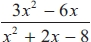 3x² − 6x
x² + 2x − 8